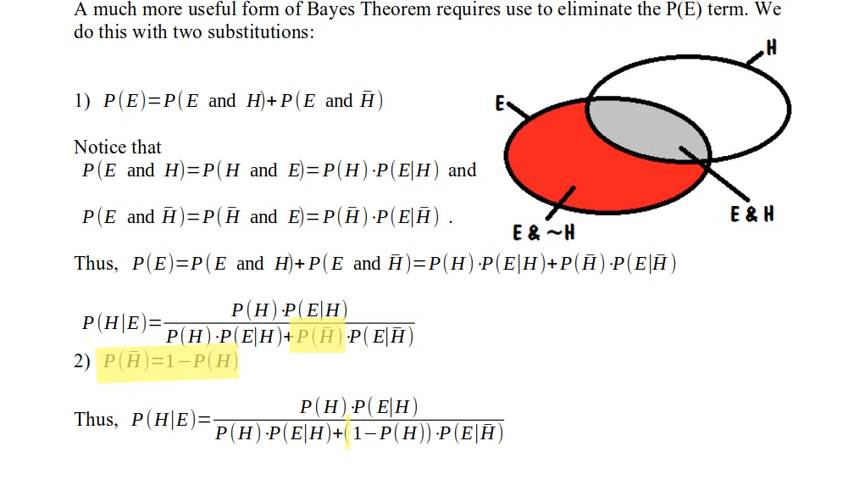 A much more useful form of Bayes Theorem requires use to eliminate the P(E) term. We
do this with two substitutions:
H
E
1) P(E)=P(E and H)+P(E and H̄)
Notice that
P(E and H)=P(H and E)=P(H)·P(E|H) and
P(E and H̄)=P(H̄ and E)=P(H̄)·P(E|H̄) .
E & H
E & ~H
Thus, P(E)=P(E and H)+P(E and H̄)=P(H)·P(E|H)+P(H̄)·P(E|H̄)
P(H)·P(E|H)
P(H|E)=
P(H)·P(E|H)+P(H̄)·P(E|H̄)
2) P(H̄)=1−P(H)
P(H)·P(E|H)
Thus, P(H|E)=
P(H)·P(E|H)+(1−P(H))·P(E|H̄)